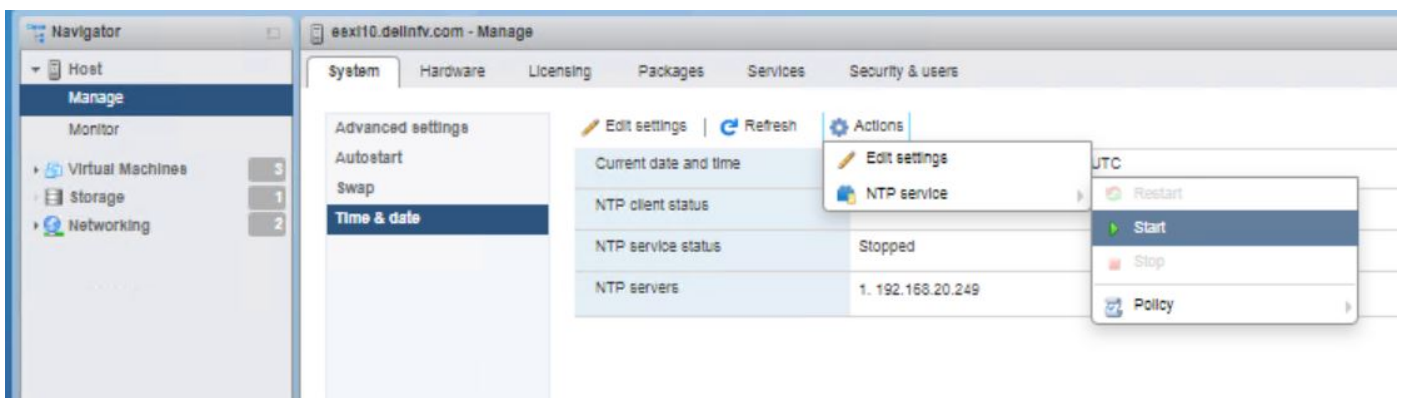 Navigator
Host
Manage
Monitor
Virtual Machines 3
Storage 1
Networking 2
esxi10.dellnfv.com - Manage
System Hardware Licensing Packages Services Security & users
Advanced settings
Autostart
Swap
Time & date
Edit settings | Refresh Actions
Current date and time UTC
NTP client status
NTP service status Stopped
NTP servers 1. 192.168.20.249
Edit settings
NTP service
Restart
Start
Stop
Policy